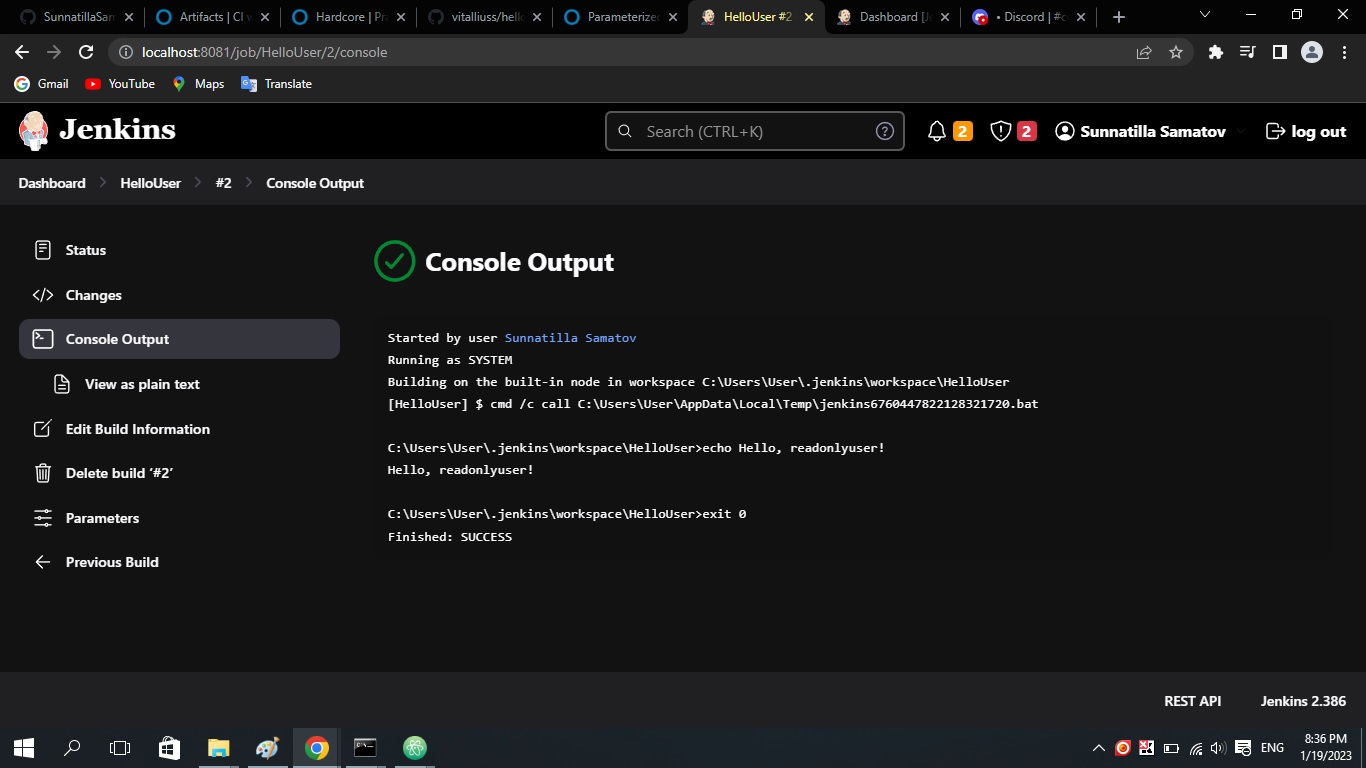 SunnatillaSam
Artifacts | CI w
Hardcore | Pra
vitalliuss/hello
Parameterized
HelloUser #2
Dashboard [Je
• Discord | #c
localhost:8081/job/HelloUser/2/console
Gmail
YouTube
Maps
Translate
Jenkins
Search (CTRL+K)
2
2
Sunnatilla Samatov
log out
Dashboard
HelloUser
#2
Console Output
Status
Changes
Console Output
View as plain text
Edit Build Information
Delete build ‘#2’
Parameters
Previous Build
Console Output
Started by user Sunnatilla Samatov
Running as SYSTEM
Building on the built-in node in workspace C:\Users\User\.jenkins\workspace\HelloUser
[HelloUser] $ cmd /c call C:\Users\User\AppData\Local\Temp\jenkins6760447822128321720.bat
C:\Users\User\.jenkins\workspace\HelloUser>echo Hello, readonlyuser!
Hello, readonlyuser!
C:\Users\User\.jenkins\workspace\HelloUser>exit 0
Finished: SUCCESS
REST API
Jenkins 2.386
ENG
8:36 PM
1/19/2023